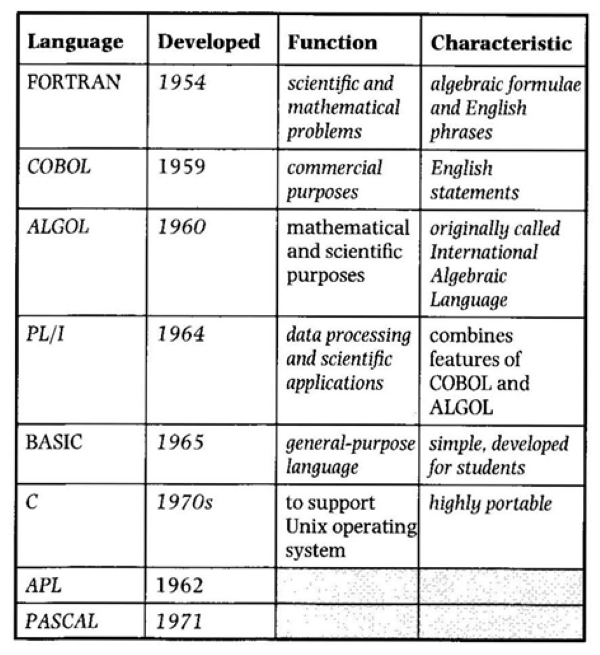 Language Developed Function Characteristic
FORTRAN 1954 scientific and algebraic formulae
mathematical and English
problems phrases
COBOL 1959 commercial English
purposes statements
ALGOL 1960 mathematical originally called
and scientific International
purposes Algebraic
Language
PL/I 1964 data processing combines
and scientific features of
applications COBOL and
ALGOL
BASIC 1965 general-purpose simple, developed
language for students
C 1970s to support highly portable
Unix operating
system
APL 1962
PASCAL 1971